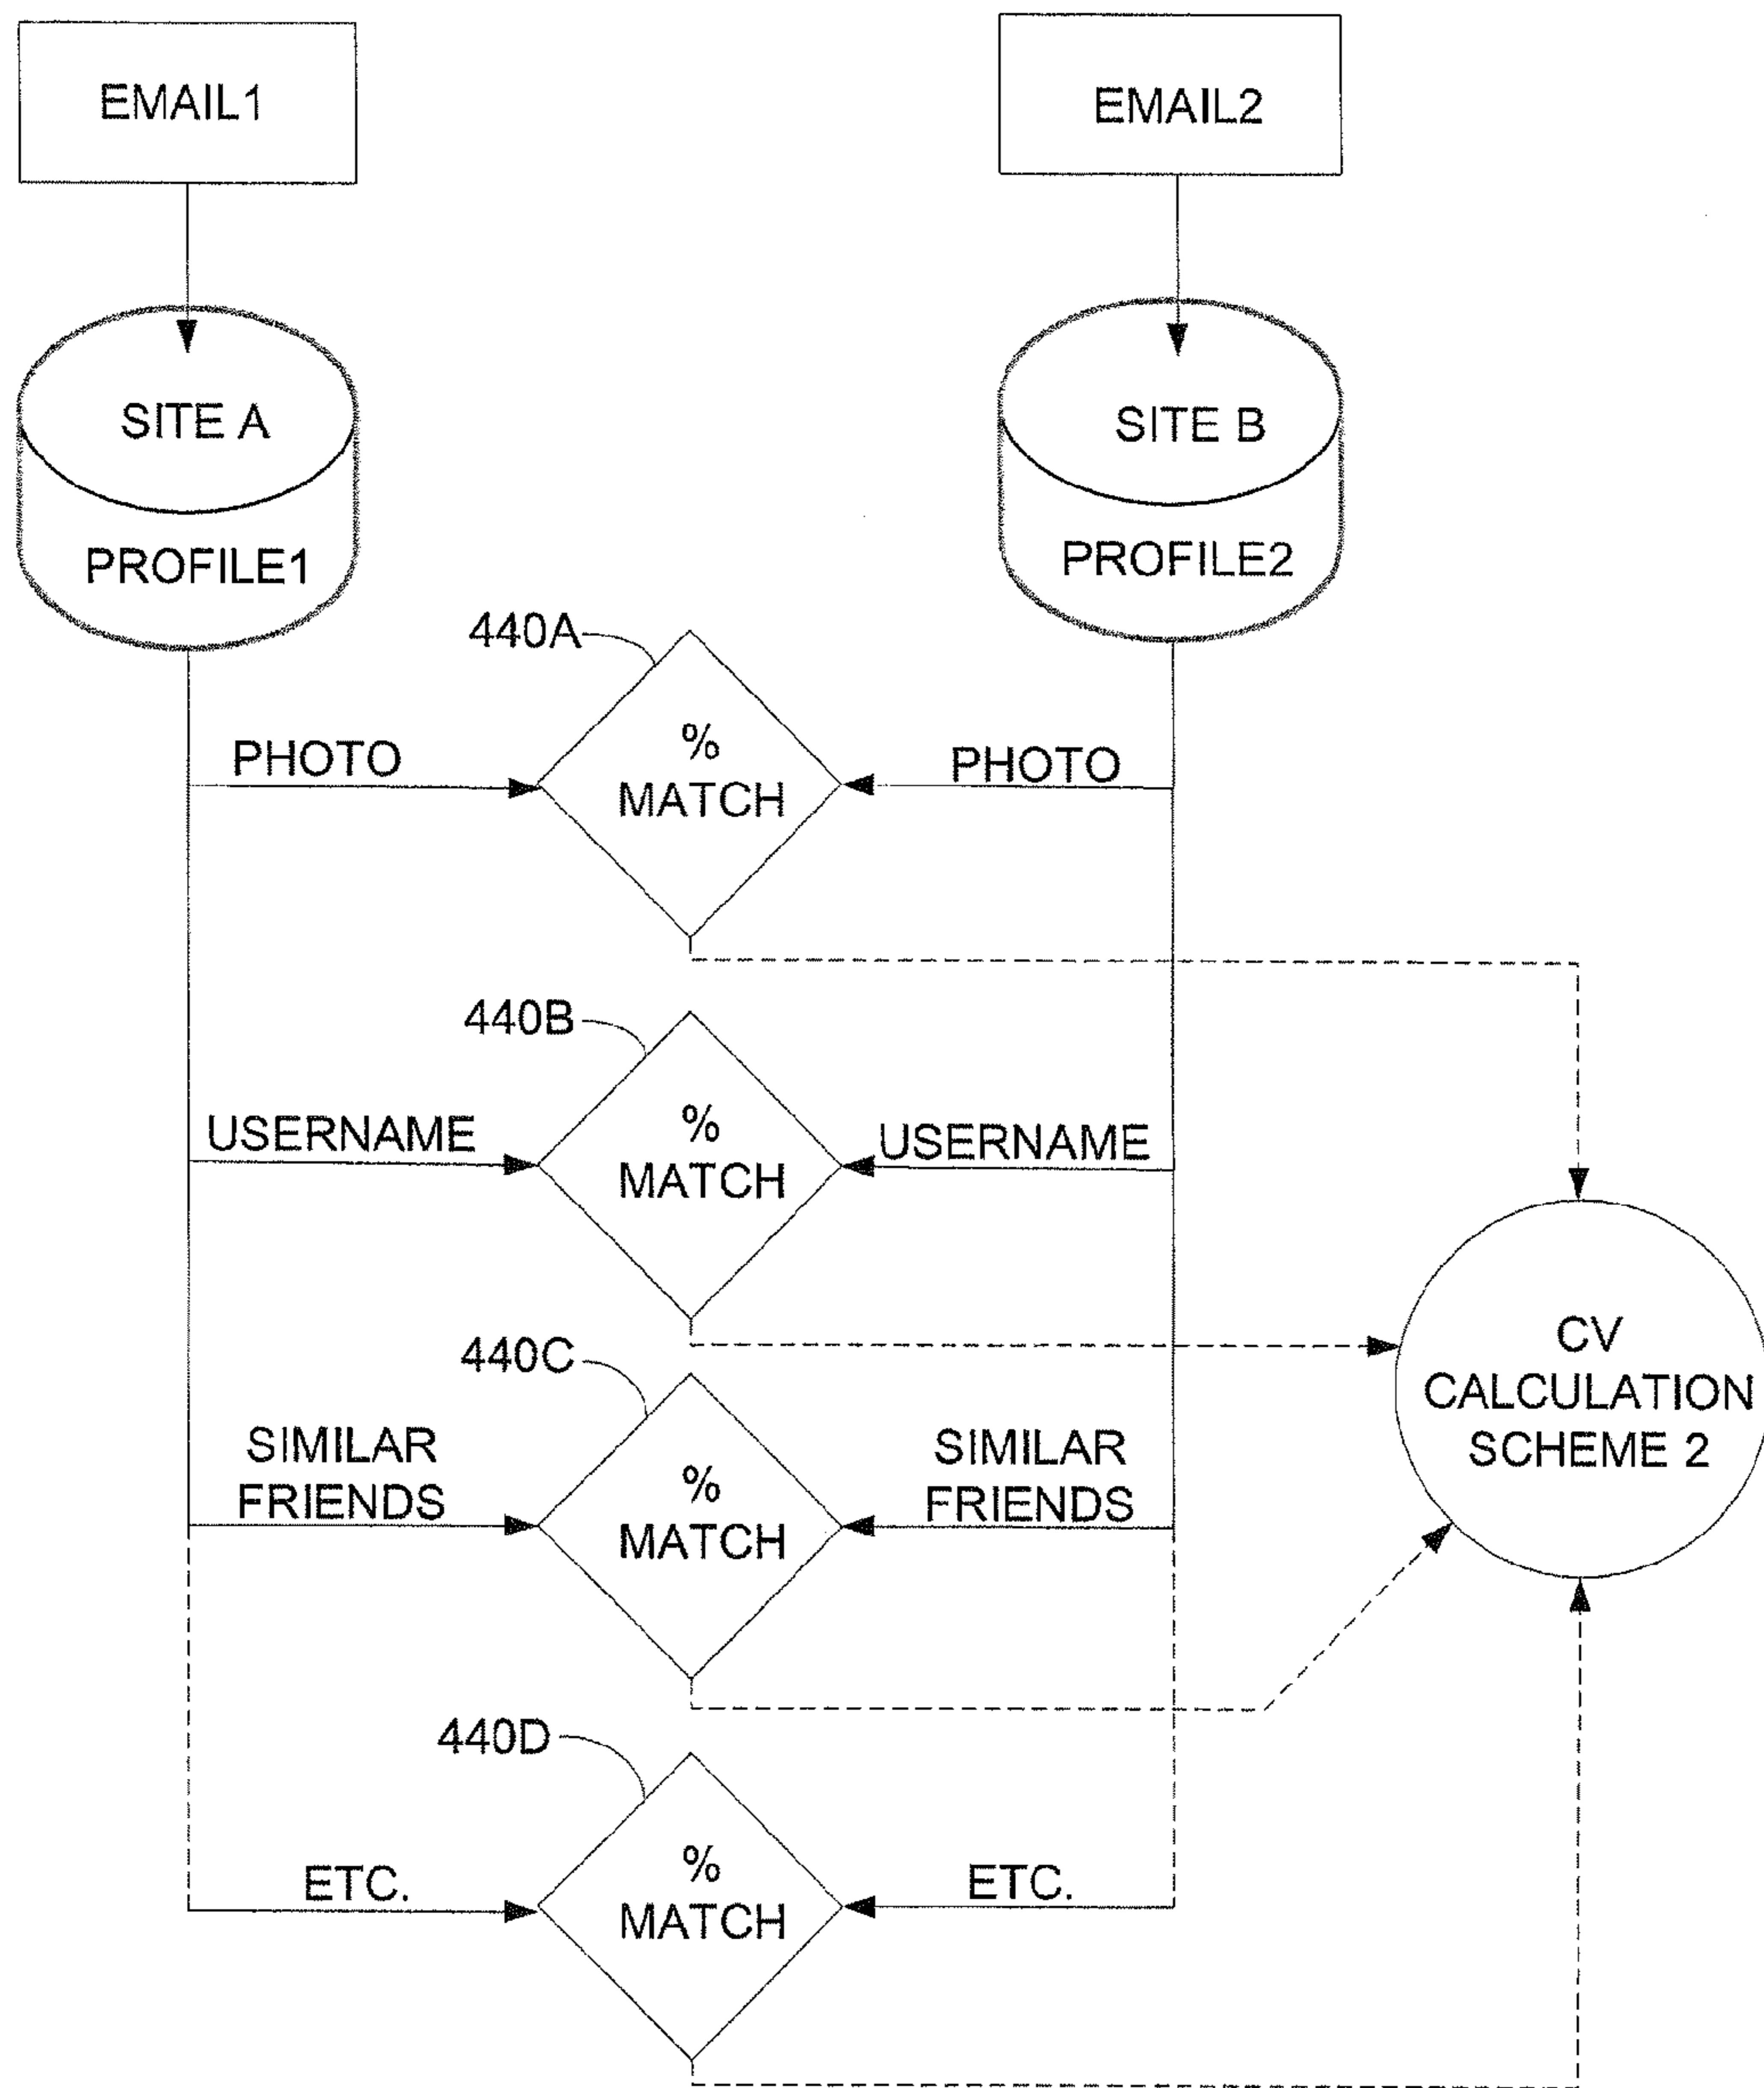 EMAIL1
EMAIL2
SITE A
SITE B
PROFILE1
PROFILE2
440A
PHOTO
%
MATCH
PHOTO
440B
USERNAME
%
MATCH
USERNAME
440C
SIMILAR
FRIENDS
%
MATCH
SIMILAR
FRIENDS
CV
CALCULATION
SCHEME 2
440D
ETC.
%
MATCH
ETC.